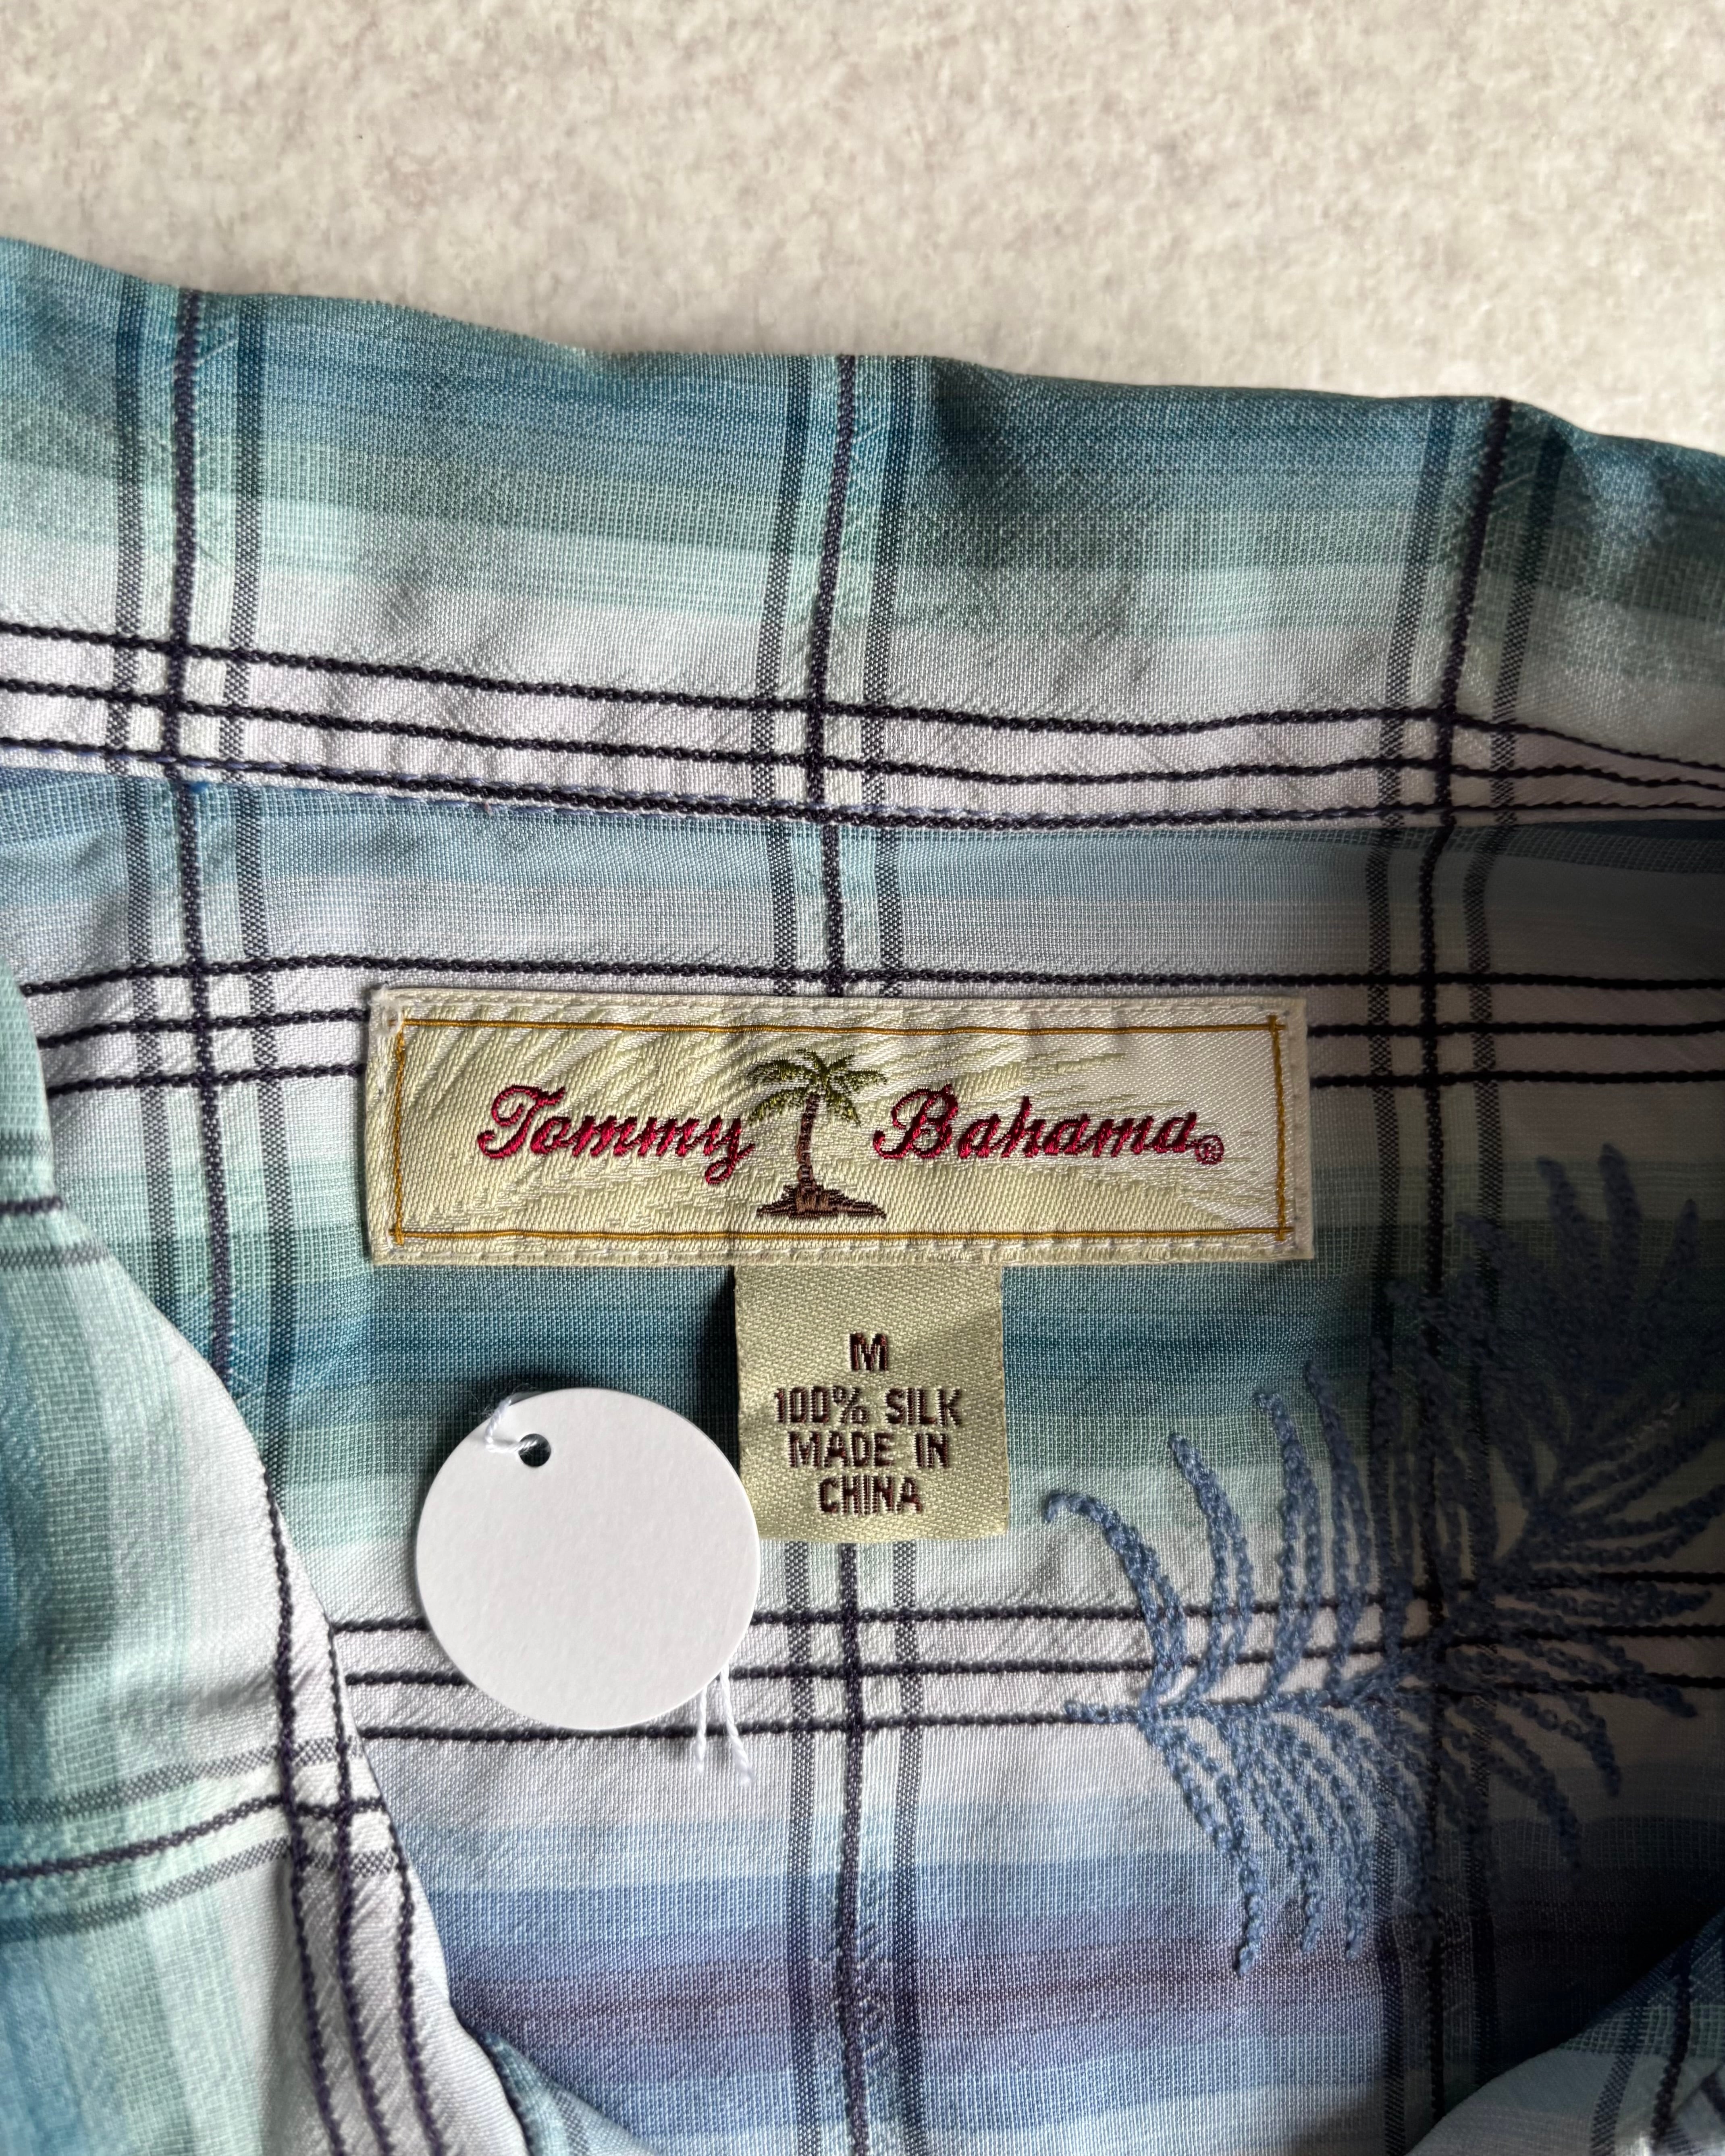 Tommy Bahama®
M
100% SILK
MADE IN
CHINA